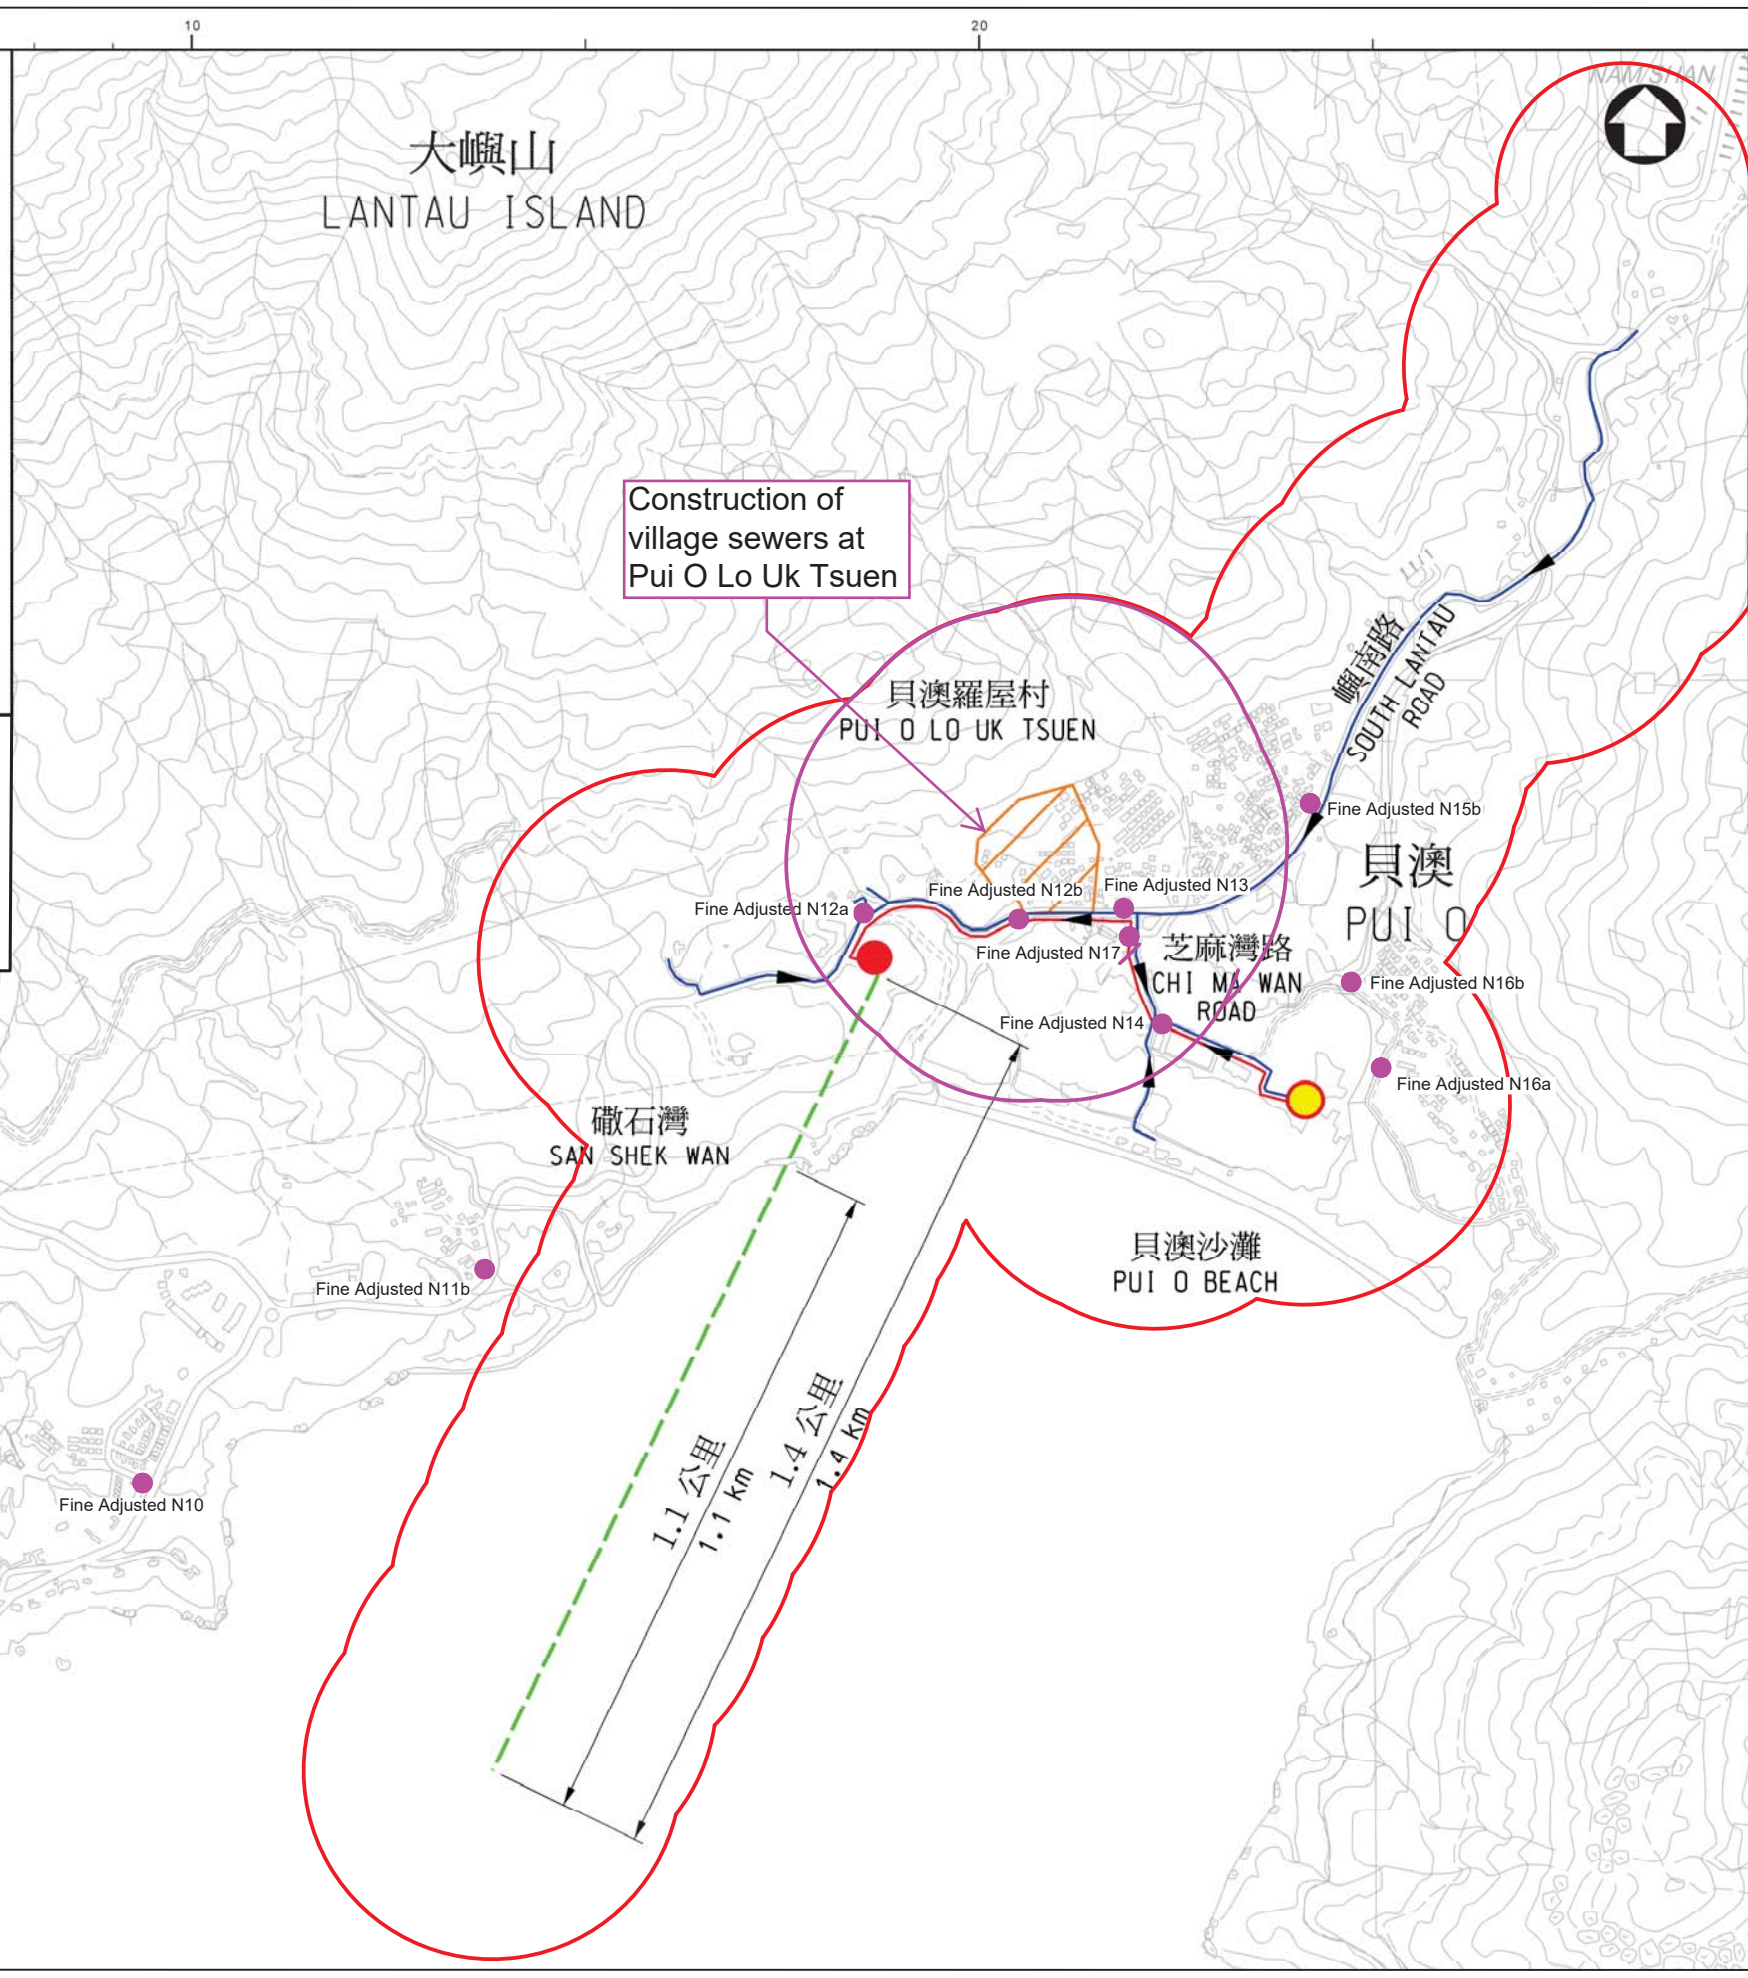 10
20
NAM SHAN
大嶼山
LANTAU ISLAND
Construction of
village sewers at
Pui O Lo Uk Tsuen
嶼南路
SOUTH LANTAU
ROAD
貝澳羅屋村
PUI O LO UK TSUEN
Fine Adjusted N15b
貝澳
PUI O
Fine Adjusted N12b
Fine Adjusted N13
Fine Adjusted N12a
Fine Adjusted N17
芝麻灣路
CHI MA WAN
ROAD
Fine Adjusted N16b
Fine Adjusted N14
Fine Adjusted N16a
䃟石灣
SAN SHEK WAN
貝澳沙灘
PUI O BEACH
Fine Adjusted N11b
1.1 公里
1.1 km
1.4 公里
1.4 km
Fine Adjusted N10